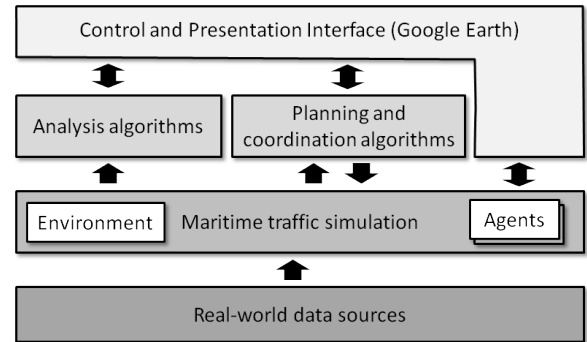 Control and Presentation Interface (Google Earth)
Analysis algorithms
Planning and
coordination algorithms
Environment
Maritime traffic simulation
Agents
Real-world data sources